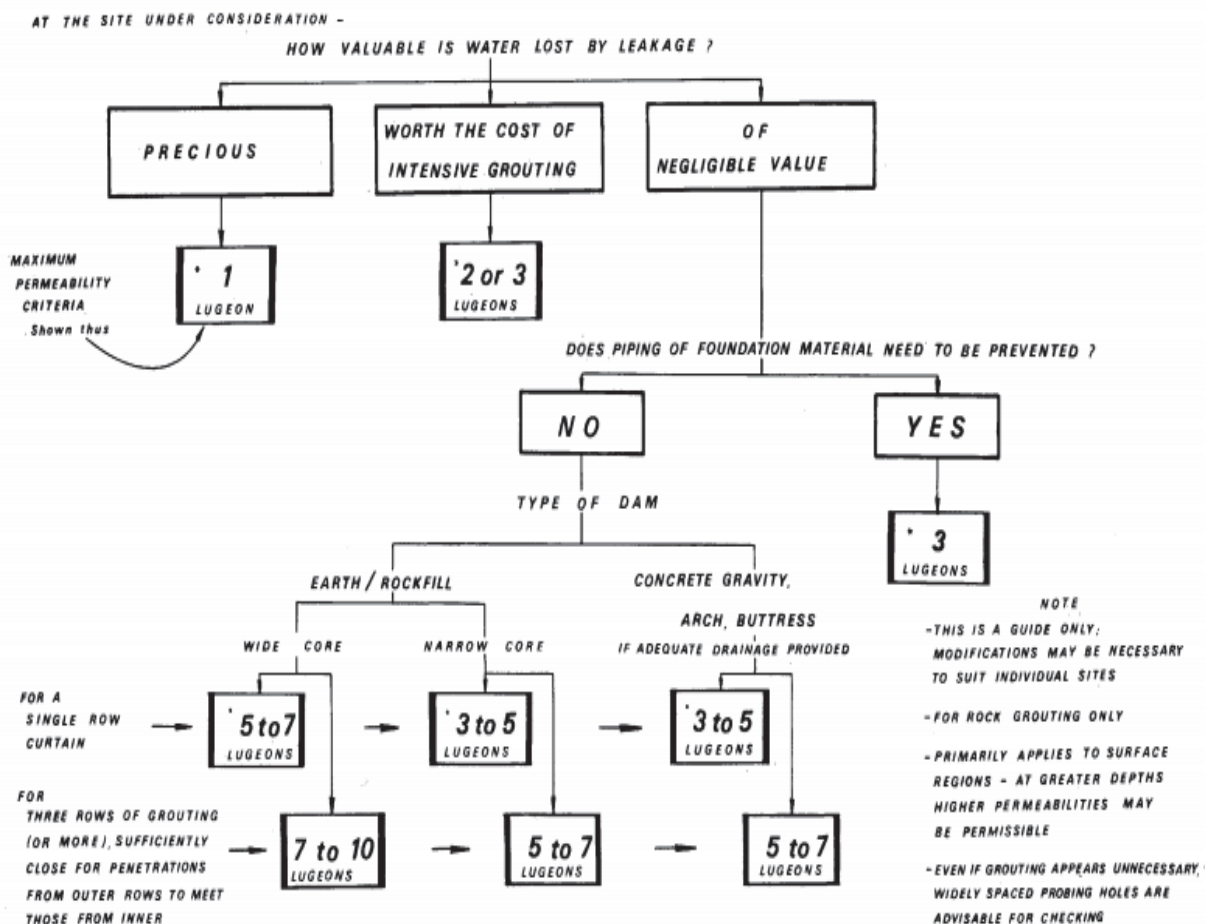 AT THE SITE UNDER CONSIDERATION -
HOW VALUABLE IS WATER LOST BY LEAKAGE ?
PRECIOUS
WORTH THE COST OF
INTENSIVE GROUTING
OF
NEGLIGIBLE VALUE
MAXIMUM
PERMEABILITY
CRITERIA
Shown thus
* 1
LUGEON
* 2 or 3
LUGEONS
DOES PIPING OF FOUNDATION MATERIAL NEED TO BE PREVENTED ?
NO
YES
* 3
LUGEONS
TYPE OF DAM
EARTH / ROCKFILL
CONCRETE GRAVITY,
ARCH, BUTTRESS
IF ADEQUATE DRAINAGE PROVIDED
WIDE CORE
NARROW CORE
FOR A
SINGLE ROW
CURTAIN
* 5 to 7
LUGEONS
* 3 to 5
LUGEONS
* 3 to 5
LUGEONS
FOR
THREE ROWS OF GROUTING
(OR MORE), SUFFICIENTLY
CLOSE FOR PENETRATIONS
FROM OUTER ROWS TO MEET
THOSE FROM INNER
7 to 10
LUGEONS
5 to 7
LUGEONS
5 to 7
LUGEONS
NOTE
- THIS IS A GUIDE ONLY;
MODIFICATIONS MAY BE NECESSARY
TO SUIT INDIVIDUAL SITES
- FOR ROCK GROUTING ONLY
- PRIMARILY APPLIES TO SURFACE
REGIONS - AT GREATER DEPTHS
HIGHER PERMEABILITIES MAY
BE PERMISSIBLE
- EVEN IF GROUTING APPEARS UNNECESSARY,
WIDELY SPACED PROBING HOLES ARE
ADVISABLE FOR CHECKING